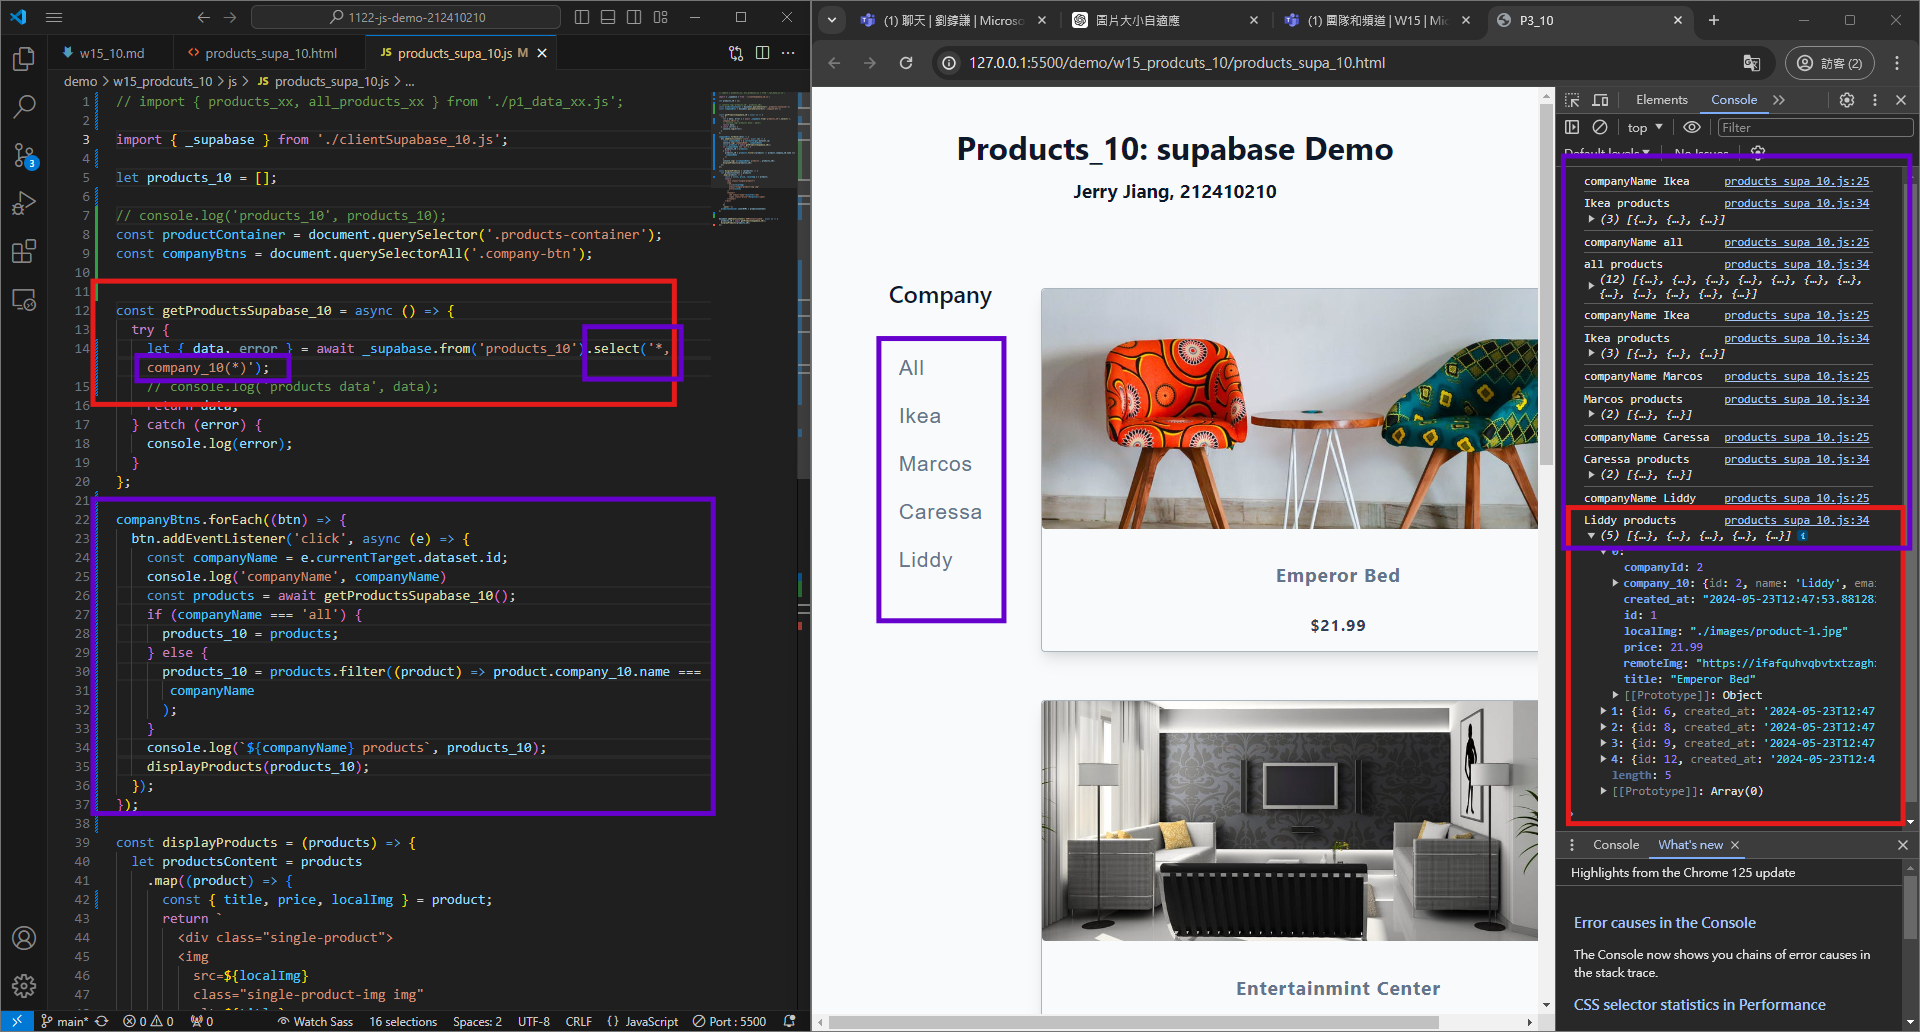 1122-js-demo-212410210
w15_10.md
products_supa_10.html
JS products_supa_10.js M
demo > w15_prodcuts_10 > js > JS products_supa_10.js > ...
1 // import { products_xx, all_products_xx } from './p1_data_xx.js';
2
3 import { _supabase } from './clientSupabase_10.js';
4
5 let products_10 = [];
6
7 // console.log('products_10', products_10);
8 const productContainer = document.querySelector('.products-container');
9 const companyBtns = document.querySelectorAll('.company-btn');
10
11
12 const getProductsSupabase_10 = async () => {
13 try {
14 let { data, error } = await _supabase.from('products_10').select('*,
company_10(*)');
15 // console.log('products data', data);
16 return data;
17 } catch (error) {
18 console.log(error);
19 }
20 };
21
22 companyBtns.forEach((btn) => {
23 btn.addEventListener('click', async (e) => {
24 const companyName = e.currentTarget.dataset.id;
25 console.log('companyName', companyName)
26 const products = await getProductsSupabase_10();
27 if (companyName === 'all') {
28 products_10 = products;
29 } else {
30 products_10 = products.filter((product) => product.company_10.name ===
31 companyName
32 );
33 }
34 console.log(`${companyName} products`, products_10);
35 displayProducts(products_10);
36 });
37 });
38
39 const displayProducts = (products) => {
40 let productsContent = products
41 .map((product) => {
42 const { title, price, localImg } = product;
43 return `
44 <div class="single-product">
45 <img
46 src=${localImg}
47 class="single-product-img img"
3
main* 0 0 0 Watch Sass 16 selections Spaces: 2 UTF-8 CRLF {} JavaScript Port : 5500
(1) 聊天 | 劉錞謙 | Microso
圖片大小自適應
(1) 團隊和頻道 | W15 | Mi
P3_10
127.0.0.1:5500/demo/w15_prodcuts_10/products_supa_10.html
訪客 (2)
Products_10: supabase Demo
Jerry Jiang, 212410210
Company
All
Ikea
Marcos
Caressa
Liddy
Emperor Bed
$21.99
Entertainmint Center
Elements Console
top Filter
Default levels No Issues
companyName Ikea products_supa_10.js:25
Ikea products products_supa_10.js:34
(3) [{…}, {…}, {…}]
companyName all products_supa_10.js:25
all products products_supa_10.js:34
(12) [{…}, {…}, {…}, {…}, {…}, {…}, {…},
{…}, {…}, {…}, {…}, {…}]
companyName Ikea products_supa_10.js:25
Ikea products products_supa_10.js:34
(3) [{…}, {…}, {…}]
companyName Marcos products_supa_10.js:25
Marcos products products_supa_10.js:34
(2) [{…}, {…}]
companyName Caressa products_supa_10.js:25
Caressa products products_supa_10.js:34
(2) [{…}, {…}]
companyName Liddy products_supa_10.js:25
Liddy products products_supa_10.js:34
(5) [{…}, {…}, {…}, {…}, {…}] i
0:
companyId: 2
company_10: {id: 2, name: 'Liddy', emai
created_at: "2024-05-23T12:47:53.88128
id: 1
localImg: "./images/product-1.jpg"
price: 21.99
remoteImg: "https://ifafquhvqbvtxtzagh
title: "Emperor Bed"
[[Prototype]]: Object
1: {id: 6, created_at: '2024-05-23T12:47
2: {id: 8, created_at: '2024-05-23T12:47
3: {id: 9, created_at: '2024-05-23T12:47
4: {id: 12, created_at: '2024-05-23T12:4
length: 5
[[Prototype]]: Array(0)
Console What's new
Highlights from the Chrome 125 update
Error causes in the Console
The Console now shows you chains of error causes in
the stack trace.
CSS selector statistics in Performance